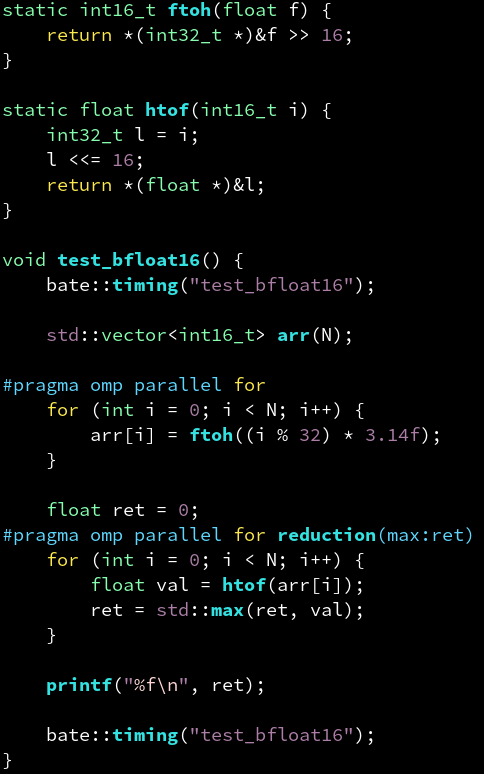 static int16_t ftoh(float f) {
    return *(int32_t *)&f >> 16;
}

static float htof(int16_t i) {
    int32_t l = i;
    l <<= 16;
    return *(float *)&l;
}

void test_bfloat16() {
    bate::timing("test_bfloat16");

    std::vector<int16_t> arr(N);

#pragma omp parallel for
    for (int i = 0; i < N; i++) {
        arr[i] = ftoh((i % 32) * 3.14f);
    }

    float ret = 0;
#pragma omp parallel for reduction(max:ret)
    for (int i = 0; i < N; i++) {
        float val = htof(arr[i]);
        ret = std::max(ret, val);
    }

    printf("%f\n", ret);

    bate::timing("test_bfloat16");
}